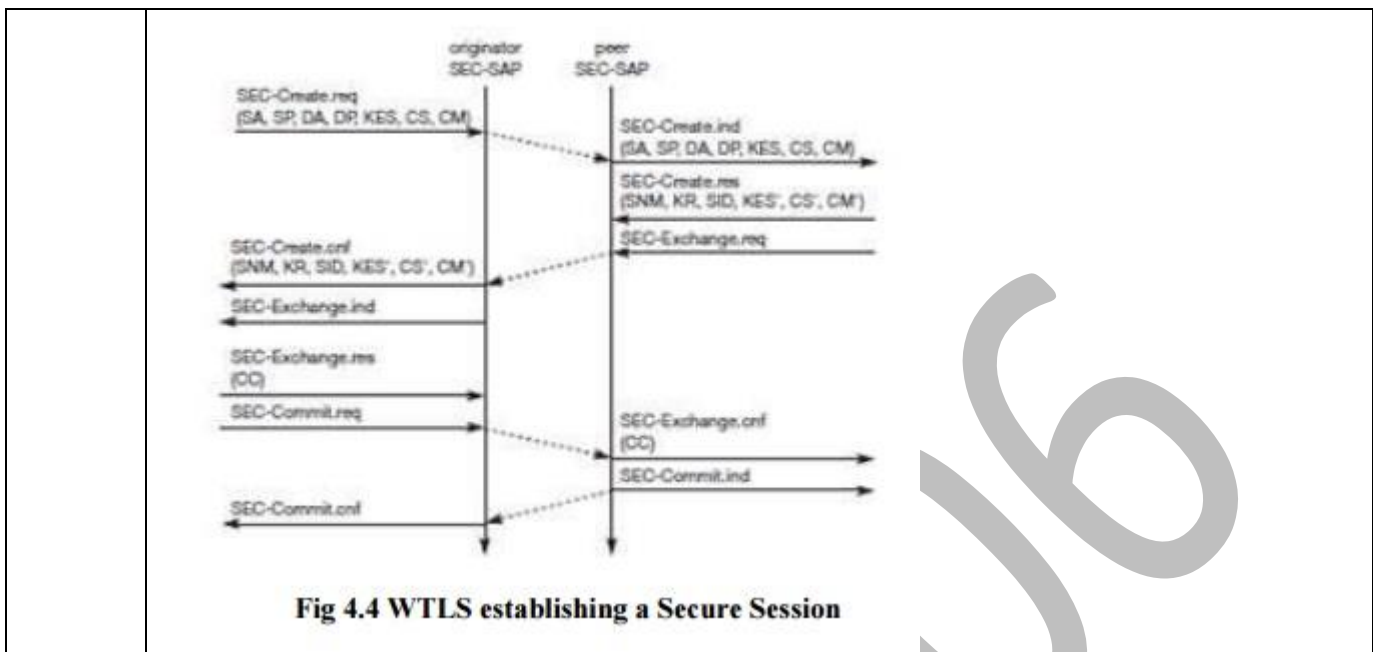 originator
SEC-SAP
peer
SEC-SAP
SEC-Create.req
(SA, SP, DA, DP, KES, CS, CM)
SEC-Create.ind
(SA, SP, DA, DP, KES, CS, CM)
SEC-Create.res
(SNM, KR, SID, KES', CS', CM')
SEC-Exchange.req
SEC-Create.cnf
(SNM, KR, SID, KES', CS', CM')
SEC-Exchange.ind
SEC-Exchange.res
(CC)
SEC-Commit.req
SEC-Exchange.cnf
(CC)
SEC-Commit.ind
SEC-Commit.cnf
Fig 4.4 WTLS establishing a Secure Session